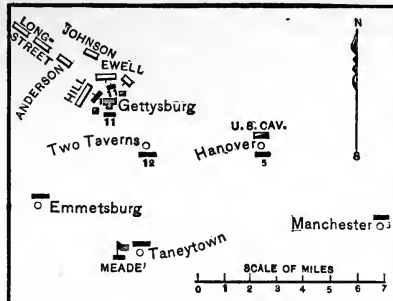 LONG-
STREET
JOHNSON
ANDERSON
EWELL
HILL
Gettysburg
11
U.S. CAV.
Two Taverns
12
Hanover
5
N
S
Emmetsburg
Manchester
Taneytown
MEADE'
SCALE OF MILES
0 1 2 3 4 5 6 7